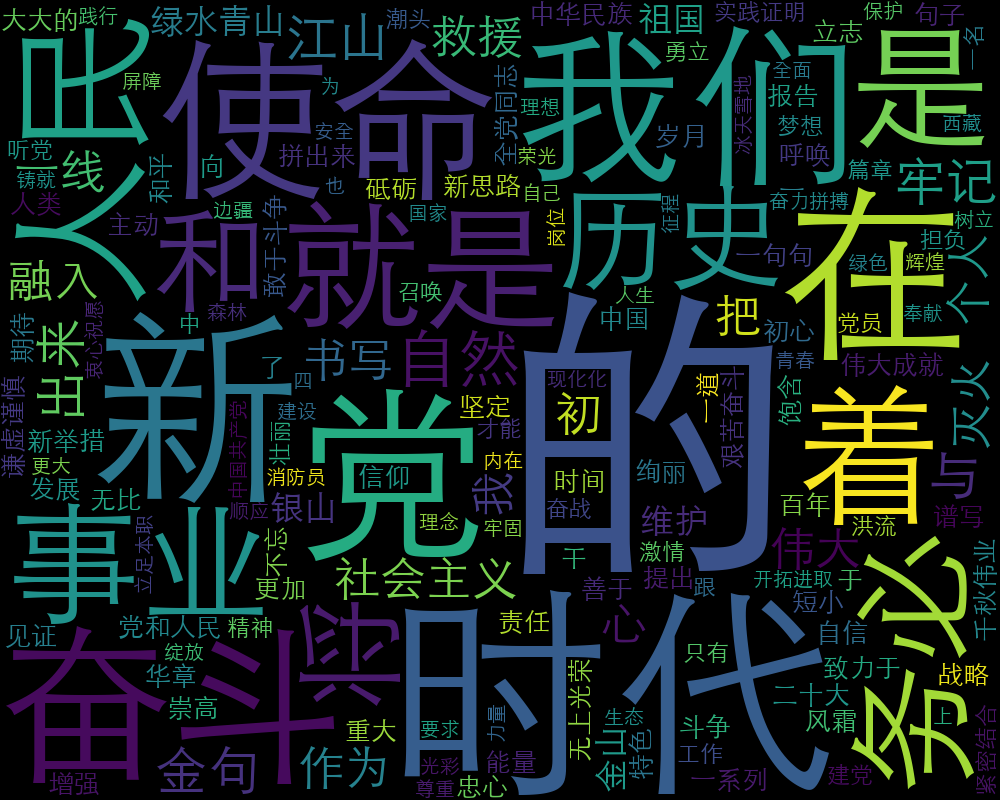 大大的
践行
绿水青山
江山
潮头
救援
中华民族
祖国
实践证明
立志
保护
句子
一名
人民
屏障
使命
为
我们
勇立
全面
是
理想
报告
西藏
听党
一线
安全
全党同志
岁月
梦想
冰天雪地
铸就
和平
拼出来
荣光
呼唤
篇章
牢记
人类
向
也
砥砺
新思路
自己
一
奋力拼搏
树立
主动
边疆
和
就是
国家
历史
征程
岗位
在
担负
个人
融入
敢于斗争
一句句
绿色
辉煌
召唤
人生
森林
中国
把
初心
党员
奉献
期待
衷心祝愿
中
出来
新
了
书写
自然
的
一道
青春
伟大成就
四
现代化
艰苦奋斗
饱含
灭火
谦虚谨慎
建设
壮丽
坚定
初
着
新举措
中国共产党
党
才能
更大
消防员
信仰
内在
我
时间
绚丽
与
发展
无比
顺应
银山
理念
牢固
奋战
维护
百年
洪流
谱写
立足本职
事业
不忘
干
激情
伟大
务必
更加
社会主义
善于
提出
跟
开拓进取
于
短小
千秋伟业
见证
党和人民
精神
兴
责任
心
自信
奋斗
绽放
时代
只有
致力于
战略
华章
无上光荣
二十大
崇高
重大
要求
力量
生态
斗争
风霜
上
金句
作为
光彩
能量
金山
特色
工作
紧密结合
增强
尊重
忠心
一系列
建党